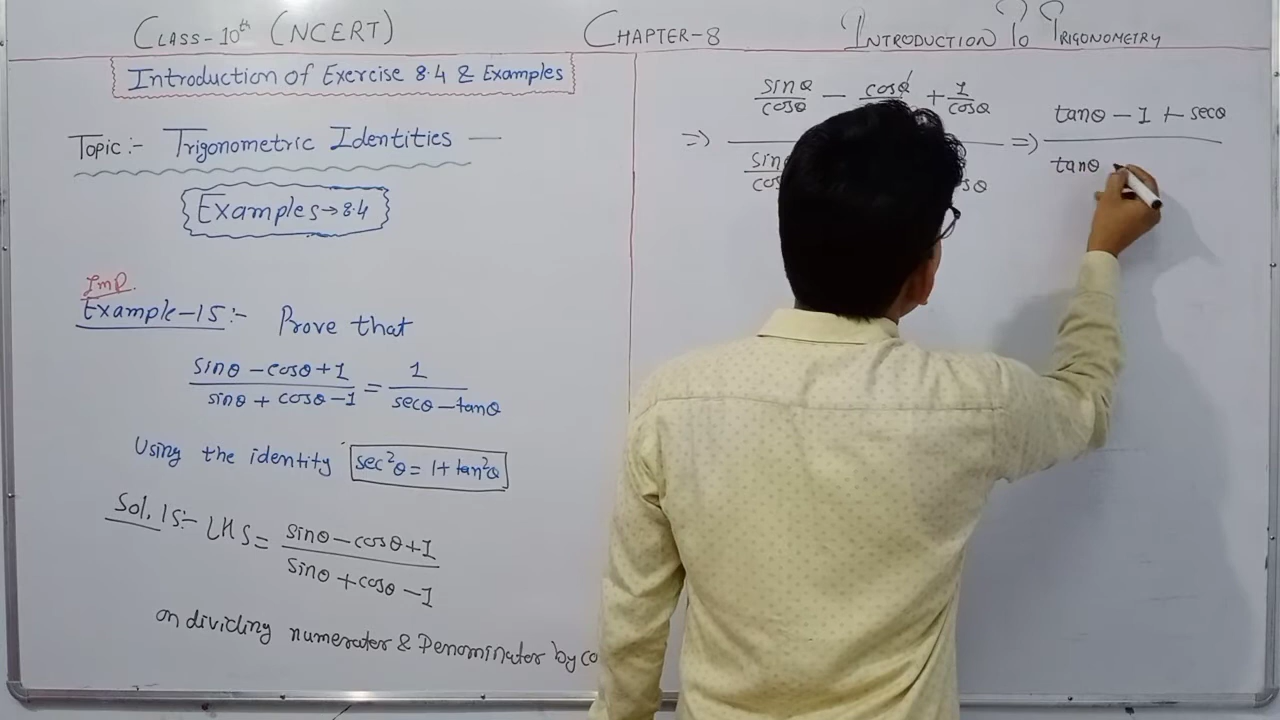 CLASS-10th (NCERT) CHAPTER-8 INTRODUCTION To TRIGONOMETRY
Introduction of Exercise 8.4 & Examples
Topic:- Trigonometric Identities
Examples→8.4
Imp.
Example-15:- Prove that
sinθ - cosθ + 1 / sinθ + cosθ - 1 = 1 / secθ - tanθ
Using the identity sec²θ = 1 + tan²θ
Sol. 15:- LHS = sinθ - cosθ + 1 / sinθ + cosθ - 1
on dividing numerater & Denominator by
=> sinθ/cosθ - cosθ + 1/cosθ => tanθ - 1 + secθ
tanθ